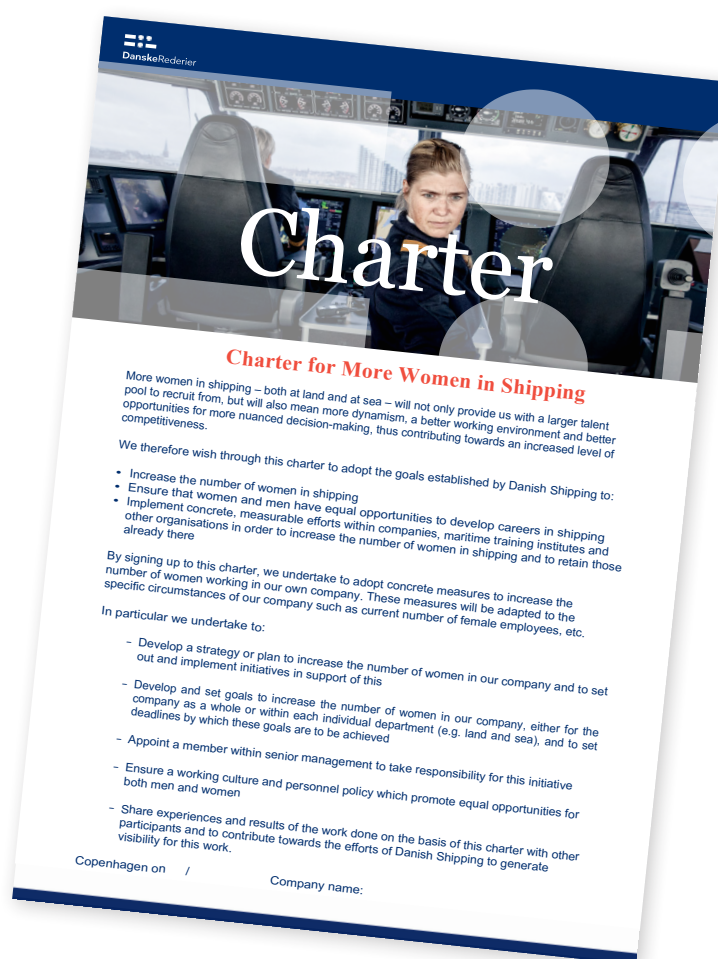 DanskeRederier
Charter
Charter for More Women in Shipping
More women in shipping – both at land and at sea – will not only provide us with a larger talent
pool to recruit from, but will also mean more dynamism, a better working environment and better
opportunities for more nuanced decision-making, thus contributing towards an increased level of
competitiveness.
We therefore wish through this charter to adopt the goals established by Danish Shipping to:
• Increase the number of women in shipping
• Ensure that women and men have equal opportunities to develop careers in shipping
• Implement concrete, measurable efforts within companies, maritime training institutes and
other organisations in order to increase the number of women in shipping and to retain those
already there
By signing up to this charter, we undertake to adopt concrete measures to increase the
number of women working in our own company. These measures will be adapted to the
specific circumstances of our company such as current number of female employees, etc.
In particular we undertake to:
– Develop a strategy or plan to increase the number of women in our company and to set
out and implement initiatives in support of this
– Develop and set goals to increase the number of women in our company, either for the
company as a whole or within each individual department (e.g. land and sea), and to set
deadlines by which these goals are to be achieved
– Appoint a member within senior management to take responsibility for this initiative
– Ensure a working culture and personnel policy which promote equal opportunities for
both men and women
– Share experiences and results of the work done on the basis of this charter with other
participants and to contribute towards the efforts of Danish Shipping to generate
visibility for this work.
Copenhagen on / Company name: